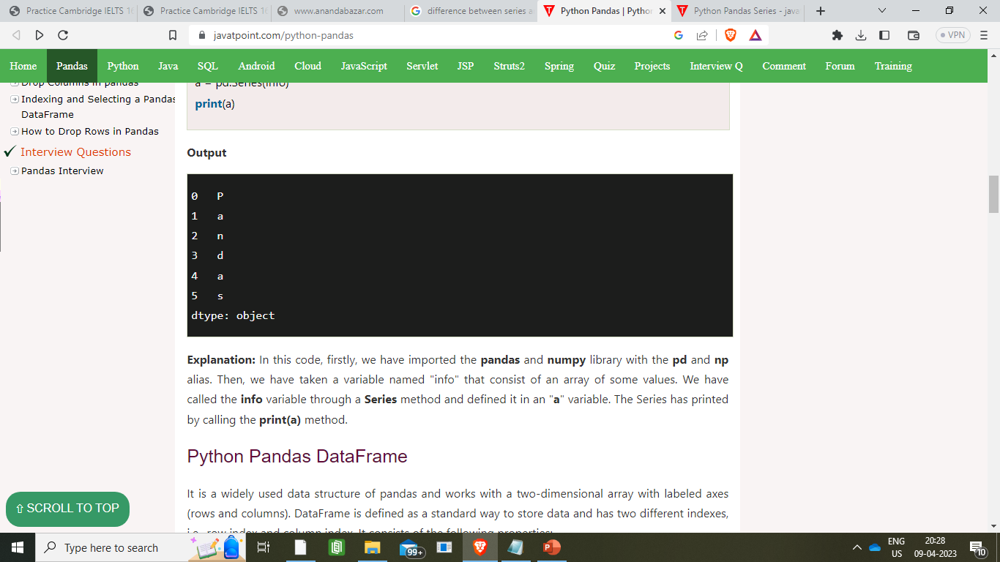 Practice Cambridge IELTS 16
Practice Cambridge IELTS 16
www.anandabazar.com
difference between series a
Python Pandas | Python
Python Pandas Series - java
javatpoint.com/python-pandas
VPN
Home Pandas Python Java SQL Android Cloud JavaScript Servlet JSP Struts2 Spring Quiz Projects Interview Q Comment Forum Training
Drop Columns in pandas
Indexing and Selecting a Pandas
DataFrame
How to Drop Rows in Pandas
Interview Questions
Pandas Interview
SCROLL TO TOP
a = pd.Series(info)
print(a)
Output
0 P
1 a
2 n
3 d
4 a
5 s
dtype: object
Explanation: In this code, firstly, we have imported the pandas and numpy library with the pd and np
alias. Then, we have taken a variable named "info" that consist of an array of some values. We have
called the info variable through a Series method and defined it in an "a" variable. The Series has printed
by calling the print(a) method.
Python Pandas DataFrame
It is a widely used data structure of pandas and works with a two-dimensional array with labeled axes
(rows and columns). DataFrame is defined as a standard way to store data and has two different indexes,
i.e., row index and column index. It consists of the following properties:
Type here to search
99+
ENG
US
20:28
09-04-2023
10